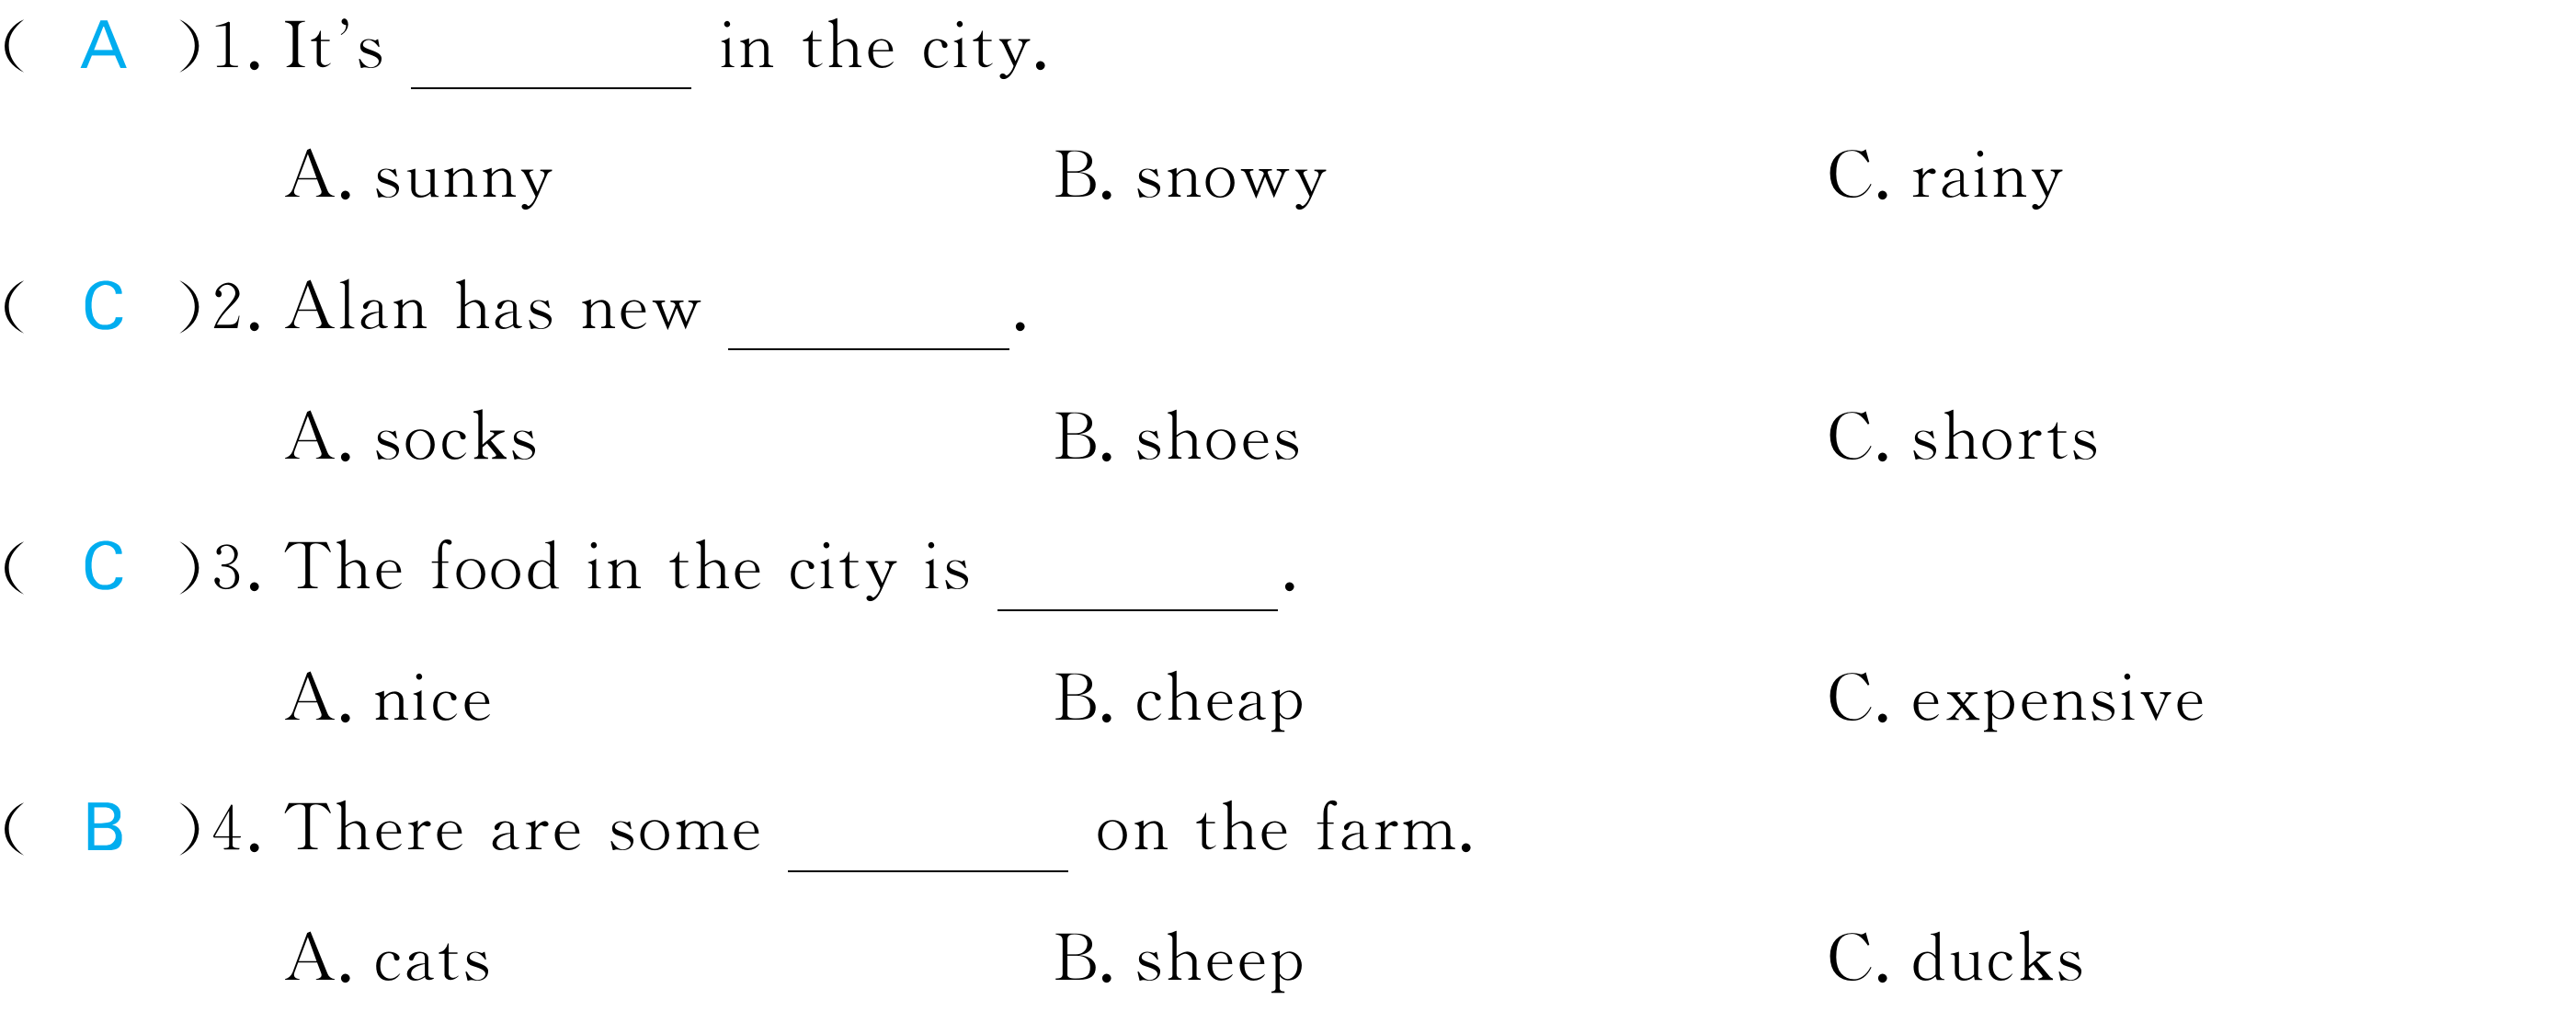 ( A )1. It's ________ in the city.
A. sunny B. snowy C. rainy
( C )2. Alan has new ________.
A. socks B. shoes C. shorts
( C )3. The food in the city is ________.
A. nice B. cheap C. expensive
( B )4. There are some ________ on the farm.
A. cats B. sheep C. ducks